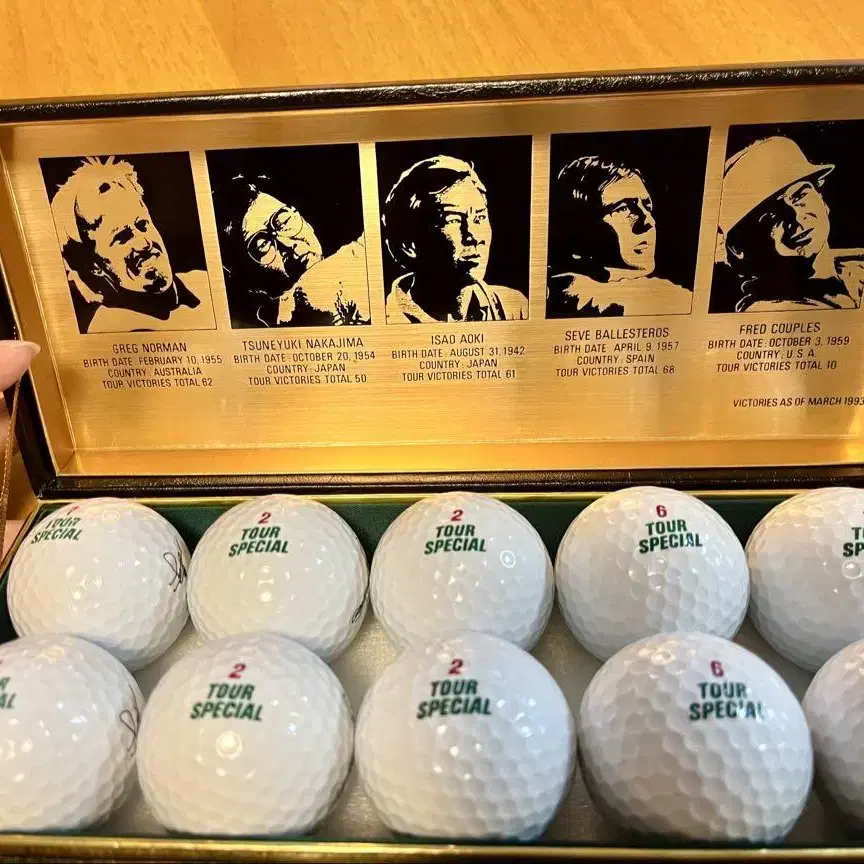 GREG NORMAN
BIRTH DATE: FEBRUARY 10, 1955
COUNTRY: AUSTRALIA
TOUR VICTORIES TOTAL 62
TSUNEYUKI NAKAJIMA
BIRTH DATE: OCTOBER 20, 1954
COUNTRY: JAPAN
TOUR VICTORIES TOTAL 50
ISAO AOKI
BIRTH DATE: AUGUST 31, 1942
COUNTRY: JAPAN
TOUR VICTORIES TOTAL 61
SEVE BALLESTEROS
BIRTH DATE: APRIL 9, 1957
COUNTRY: SPAIN
TOUR VICTORIES TOTAL 68
FRED COUPLES
BIRTH DATE: OCTOBER 3, 1959
COUNTRY: U.S.A.
TOUR VICTORIES TOTAL 10
VICTORIES AS OF MARCH 1993
TOUR
SPECIAL
2
TOUR
SPECIAL
2
TOUR
SPECIAL
6
TOUR
SPECIAL
2
TOUR
SPECIAL
2
TOUR
SPECIAL
6
TOUR
SPECIAL